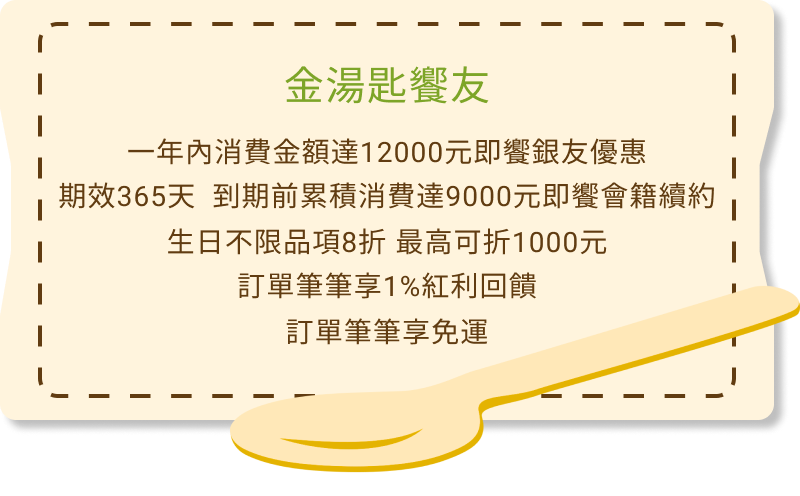 金湯匙饗友
一年內消費金額達12000元即饗銀友優惠
期效365天 到期前累積消費達9000元即饗會籍續約
生日不限品項8折 最高可折1000元
訂單筆筆享1%紅利回饋
訂單筆筆享免運